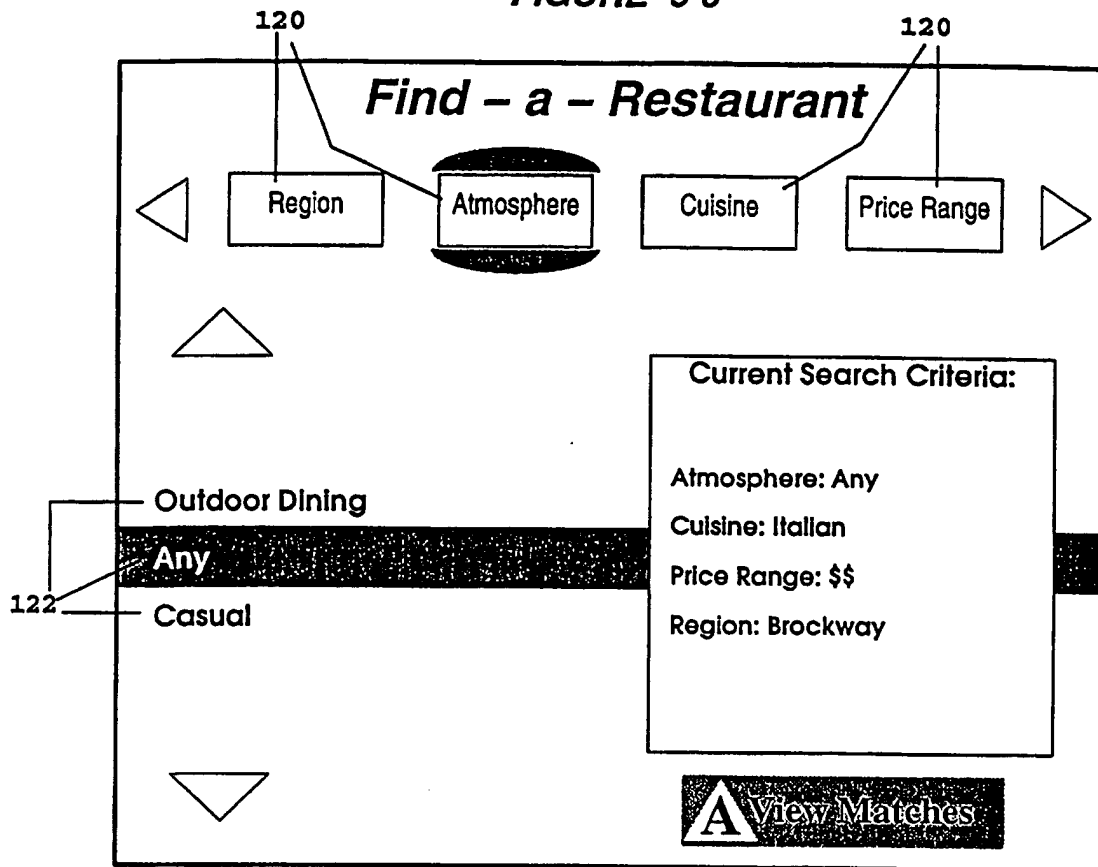 120
120
Find – a – Restaurant
Region
Atmosphere
Cuisine
Price Range
Current Search Criteria:
Atmosphere: Any
Cuisine: Italian
Price Range: $$
Region: Brockway
Outdoor Dining
Any
Casual
122
A View Matches